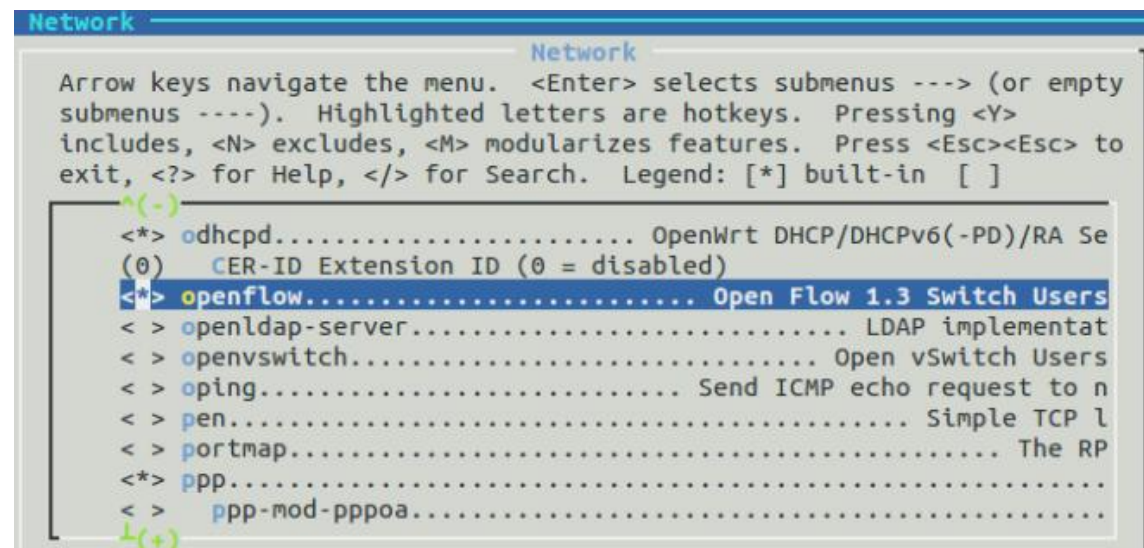 Network
Network
Arrow keys navigate the menu.  <Enter> selects submenus ---> (or empty
submenus ----).  Highlighted letters are hotkeys.  Pressing <Y>
includes, <N> excludes, <M> modularizes features.  Press <Esc><Esc> to
exit, <?> for Help, </> for Search.  Legend: [*] built-in  [ ]
^(-)
<*> odhcpd......................... OpenWrt DHCP/DHCPv6(-PD)/RA Se
(0)   CER-ID Extension ID (0 = disabled)
<*> openflow........................... Open Flow 1.3 Switch Users
< > openldap-server............................... LDAP implementat
< > openvswitch................................ Open vSwitch Users
< > oping............................. Send ICMP echo request to n
< > pen.............................................. Simple TCP l
< > portmap................................................ The RP
<*> ppp...........................................................
< >   ppp-mod-pppoa...............................................
┴(+)